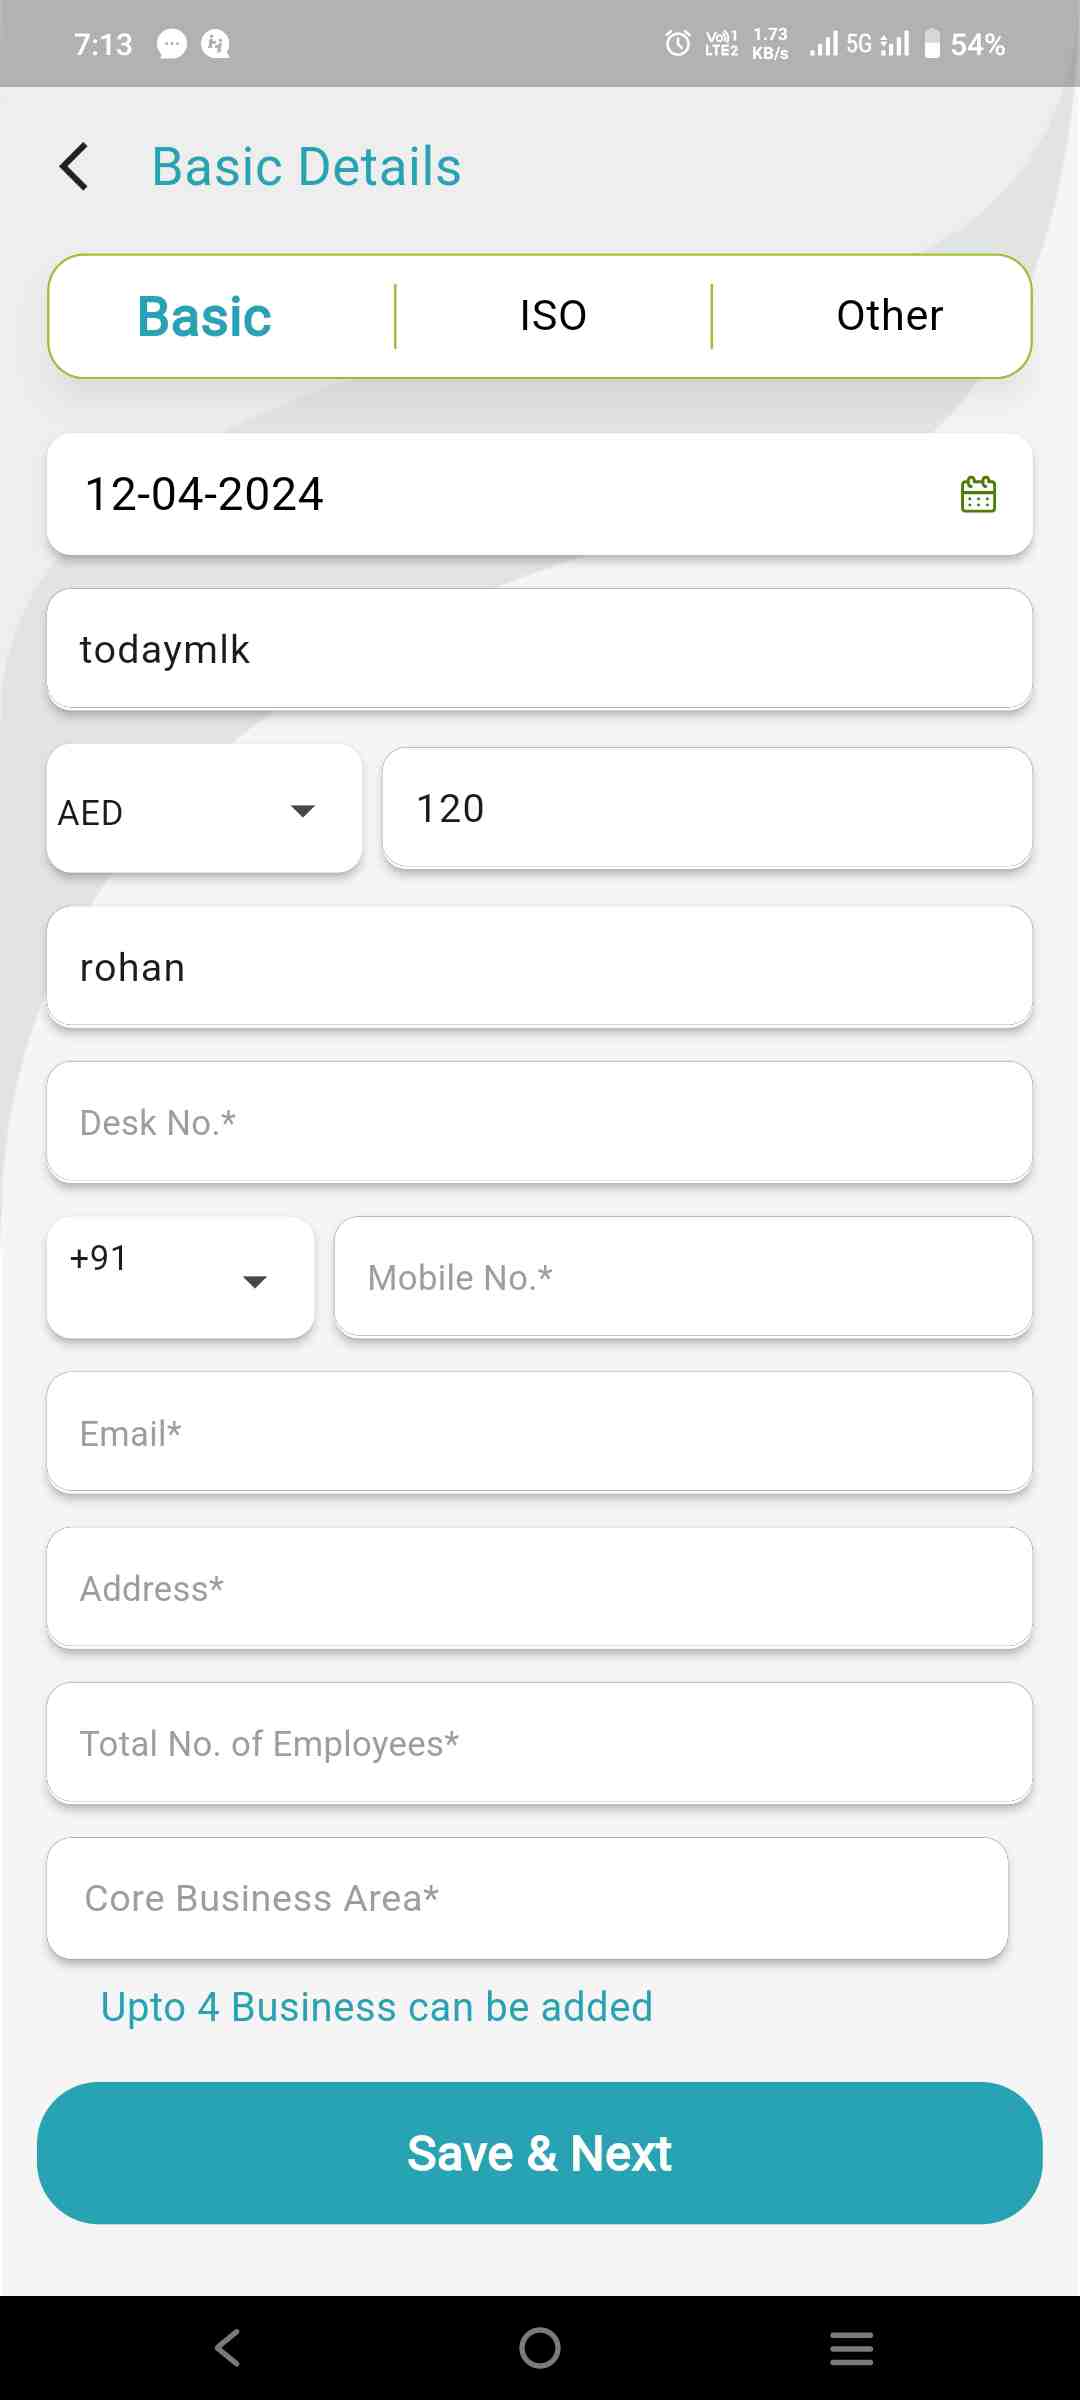 7:13 Vo)) 1 LTE2 1.73 KB/s 5G 54%
Basic Details
Basic ISO Other
12-04-2024
todaymlk
AED 120
rohan
Desk No.*
+91 Mobile No.*
Email*
Address*
Total No. of Employees*
Core Business Area*
Upto 4 Business can be added
Save & Next